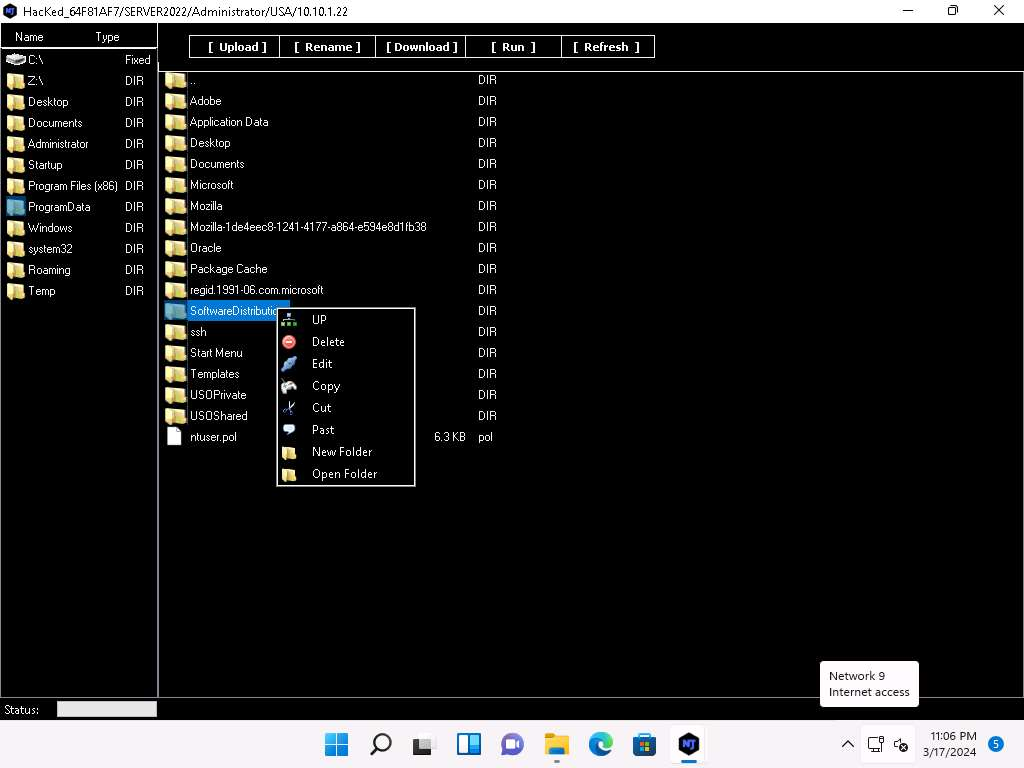 HacKed_64F81AF7/SERVER2022/Administrator/USA/10.10.1.22
Name Type
C:\ Fixed
Z:\ DIR
Desktop DIR
Documents DIR
Administrator DIR
Startup DIR
Program Files (x86) DIR
ProgramData DIR
Windows DIR
system32 DIR
Roaming DIR
Temp DIR
[ Upload ] [ Rename ] [ Download ] [ Run ] [ Refresh ]
.. DIR
Adobe DIR
Application Data DIR
Desktop DIR
Documents DIR
Microsoft DIR
Mozilla DIR
Mozilla-1de4eec8-1241-4177-a864-e594e8d1fb38 DIR
Oracle DIR
Package Cache DIR
regid.1991-06.com.microsoft DIR
SoftwareDistributio DIR
ssh DIR
Start Menu DIR
Templates DIR
USOPrivate DIR
USOShared DIR
ntuser.pol 6.3 KB pol
UP
Delete
Edit
Copy
Cut
Past
New Folder
Open Folder
Network 9
Internet access
Status:
NJ
11:06 PM
3/17/2024
5